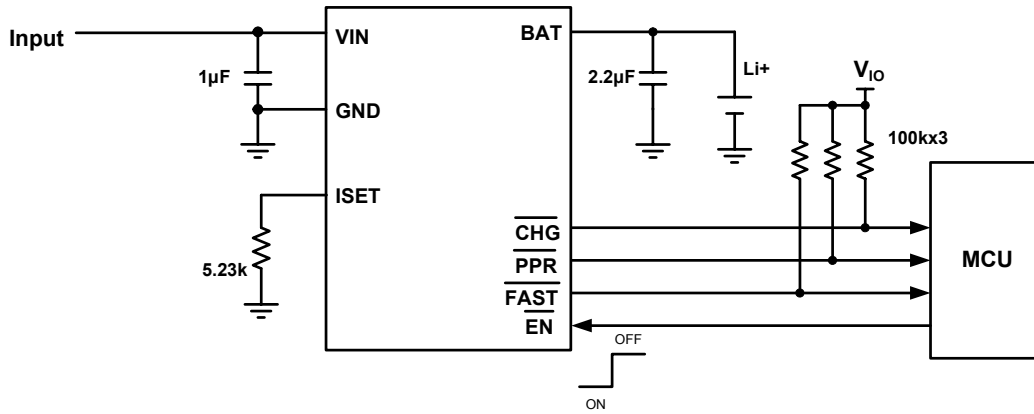 Input
VIN
BAT
1µF
2.2µF
Li+
VIO
GND
100kx3
ISET
CHG
MCU
5.23k
PPR
FAST
EN
OFF
ON